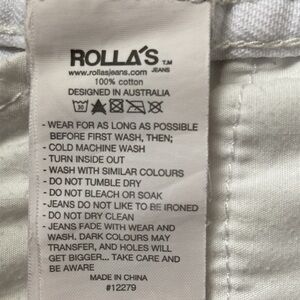 ROLLA'S T.M
JEANS
www.rollasjeans.com
100% cotton
DESIGNED IN AUSTRALIA
30
- WEAR FOR AS LONG AS POSSIBLE
BEFORE FIRST WASH, THEN;
- COLD MACHINE WASH
- TURN INSIDE OUT
- WASH WITH SIMILAR COLOURS
- DO NOT TUMBLE DRY
- DO NOT BLEACH OR SOAK
- JEANS DO NOT LIKE TO BE IRONED
- DO NOT DRY CLEAN
- JEANS FADE WITH WEAR AND
WASH. DARK COLOURS MAY
TRANSFER, AND HOLES WILL
GET BIGGER... TAKE CARE AND
BE AWARE
MADE IN CHINA
#12279